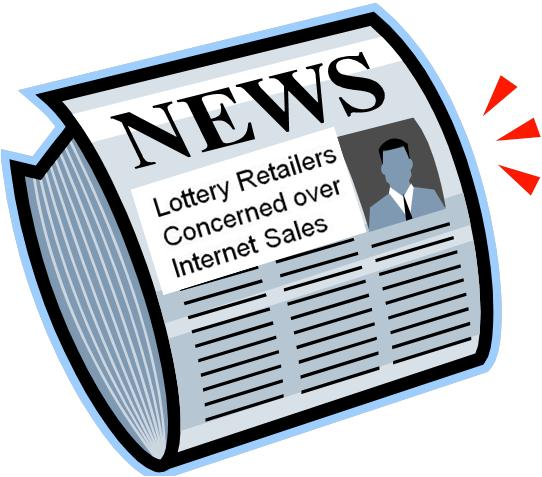 NEWS
Lottery Retailers
Concerned over
Internet Sales